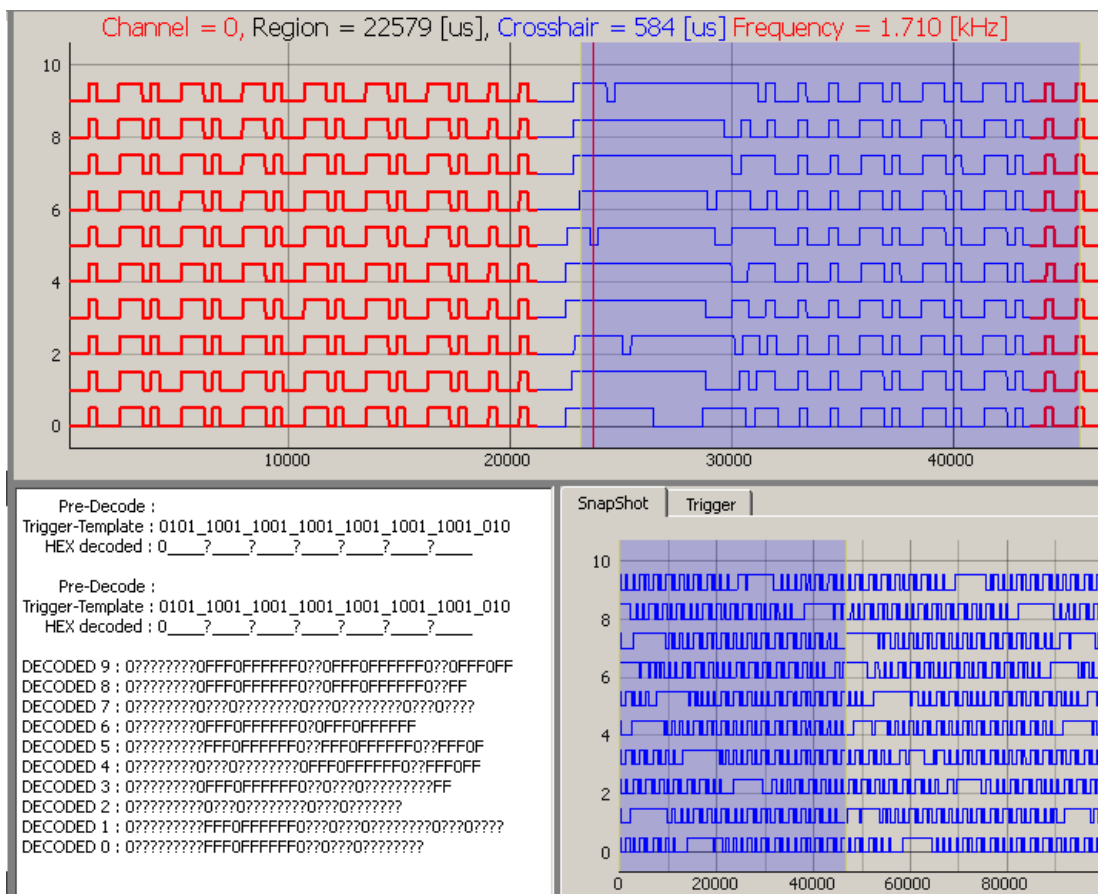 Channel = 0, Region = 22579 [us], Crosshair = 584 [us] Frequency = 1.710 [kHz]
10
8
6
4
2
0
10000 20000 30000 40000
Pre-Decode :
Trigger-Template : 0101_1001_1001_1001_1001_1001_1001_010
HEX decoded : 0____?____?____?____?____?____?____
Pre-Decode :
Trigger-Template : 0101_1001_1001_1001_1001_1001_1001_010
HEX decoded : 0____?____?____?____?____?____?____
DECODED 9 : 0????????0FFF0FFFFFF0??0FFF0FFFFFF0??0FFF0FF
DECODED 8 : 0????????0FFF0FFFFFF0??0FFF0FFFFFF0??FF
DECODED 7 : 0????????0???0????????0???0????????0???0????
DECODED 6 : 0????????0FFF0FFFFFF0??0FFF0FFFFFF
DECODED 5 : 0?????????FFF0FFFFFF0??FFF0FFFFFF0??FFF0F
DECODED 4 : 0????????0???0????????0FFF0FFFFFF0??FFF0FF
DECODED 3 : 0????????0FFF0FFFFFF0??0???0?????????FF
DECODED 2 : 0?????????0???0????????0???0???????
DECODED 1 : 0?????????FFF0FFFFFF0???0???0????????0???0????
DECODED 0 : 0?????????FFF0FFFFFF0??0???0????????
SnapShot Trigger
10
8
6
4
2
0
0 20000 40000 60000 80000